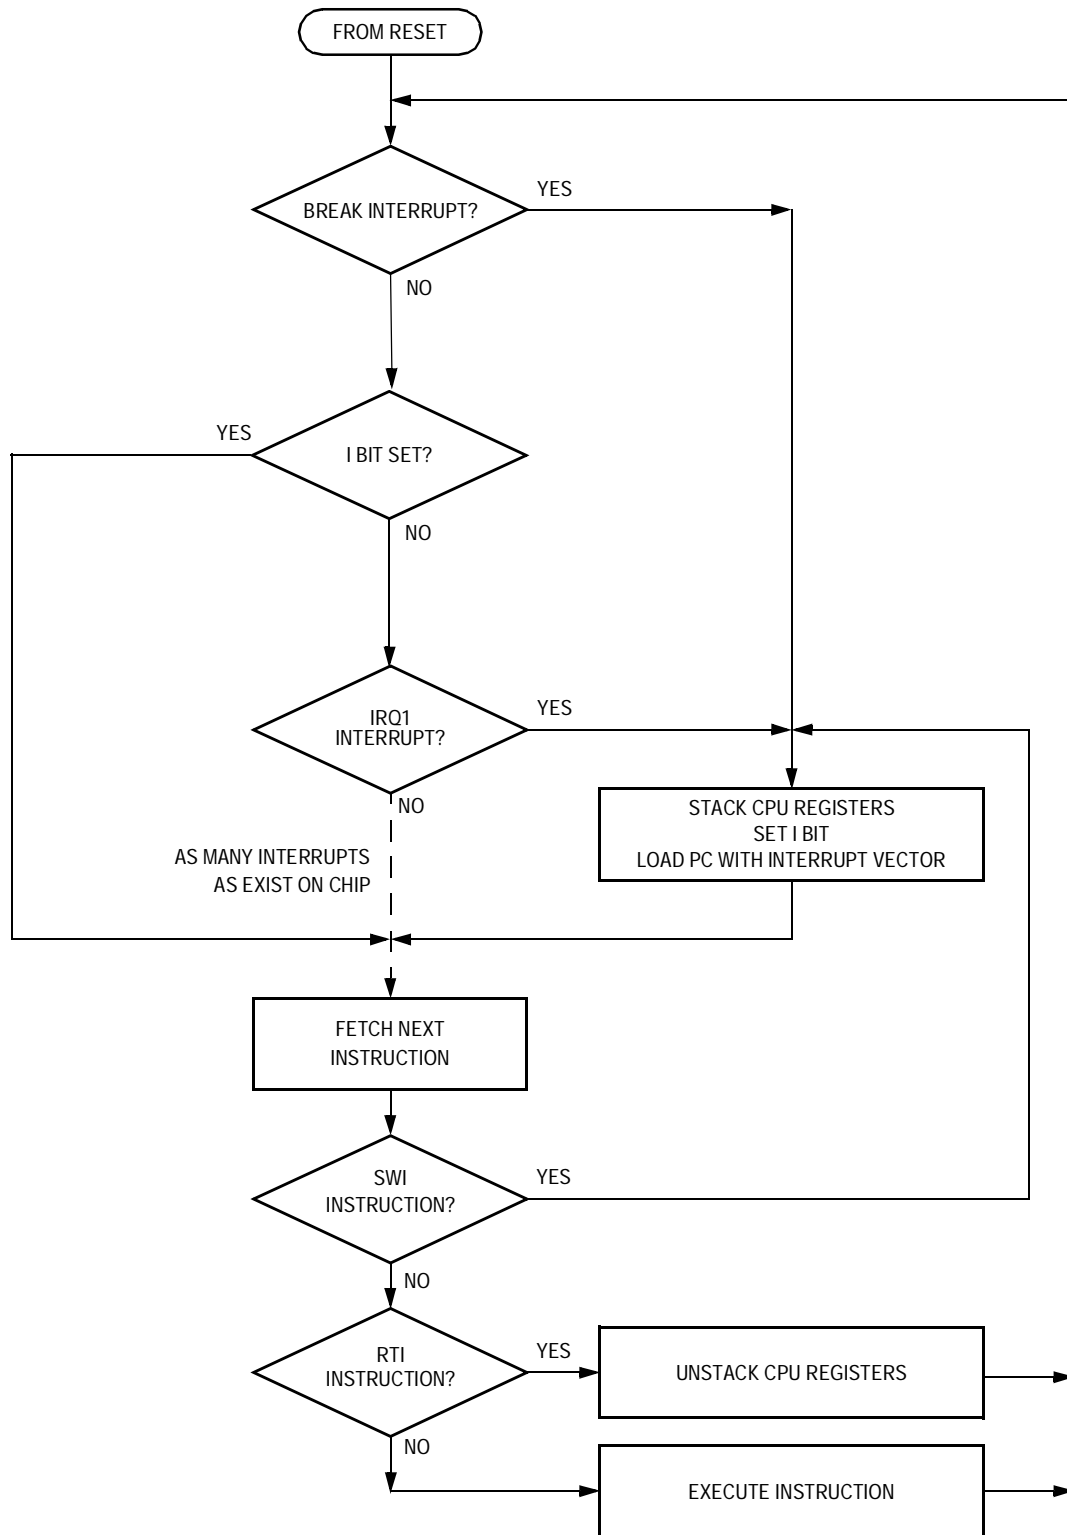 FROM RESET
BREAK INTERRUPT?
YES
NO
I BIT SET?
YES
NO
IRQ1
INTERRUPT?
YES
NO
AS MANY INTERRUPTS
AS EXIST ON CHIP
STACK CPU REGISTERS
SET I BIT
LOAD PC WITH INTERRUPT VECTOR
FETCH NEXT
INSTRUCTION
SWI
INSTRUCTION?
YES
NO
RTI
INSTRUCTION?
YES
UNSTACK CPU REGISTERS
NO
EXECUTE INSTRUCTION